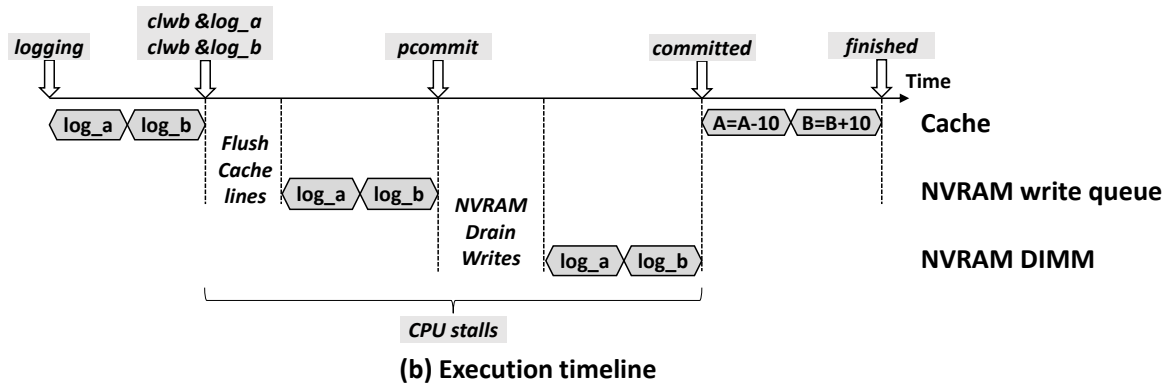 logging
clwb &log_a
clwb &log_b
pcommit
committed
finished
Time
log_a
log_b
A=A-10
B=B+10
Cache
Flush
Cache
lines
log_a
log_b
NVRAM write queue
NVRAM
Drain
Writes
log_a
log_b
NVRAM DIMM
CPU stalls
(b) Execution timeline